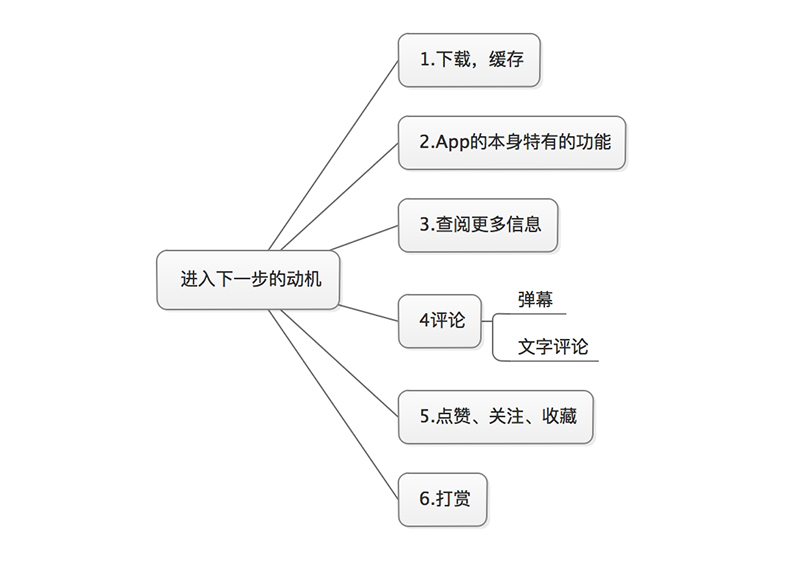 1.下载，缓存
2.App的本身特有的功能
3.查阅更多信息
进入下一步的动机
4评论
弹幕
文字评论
5.点赞、关注、收藏
6.打赏